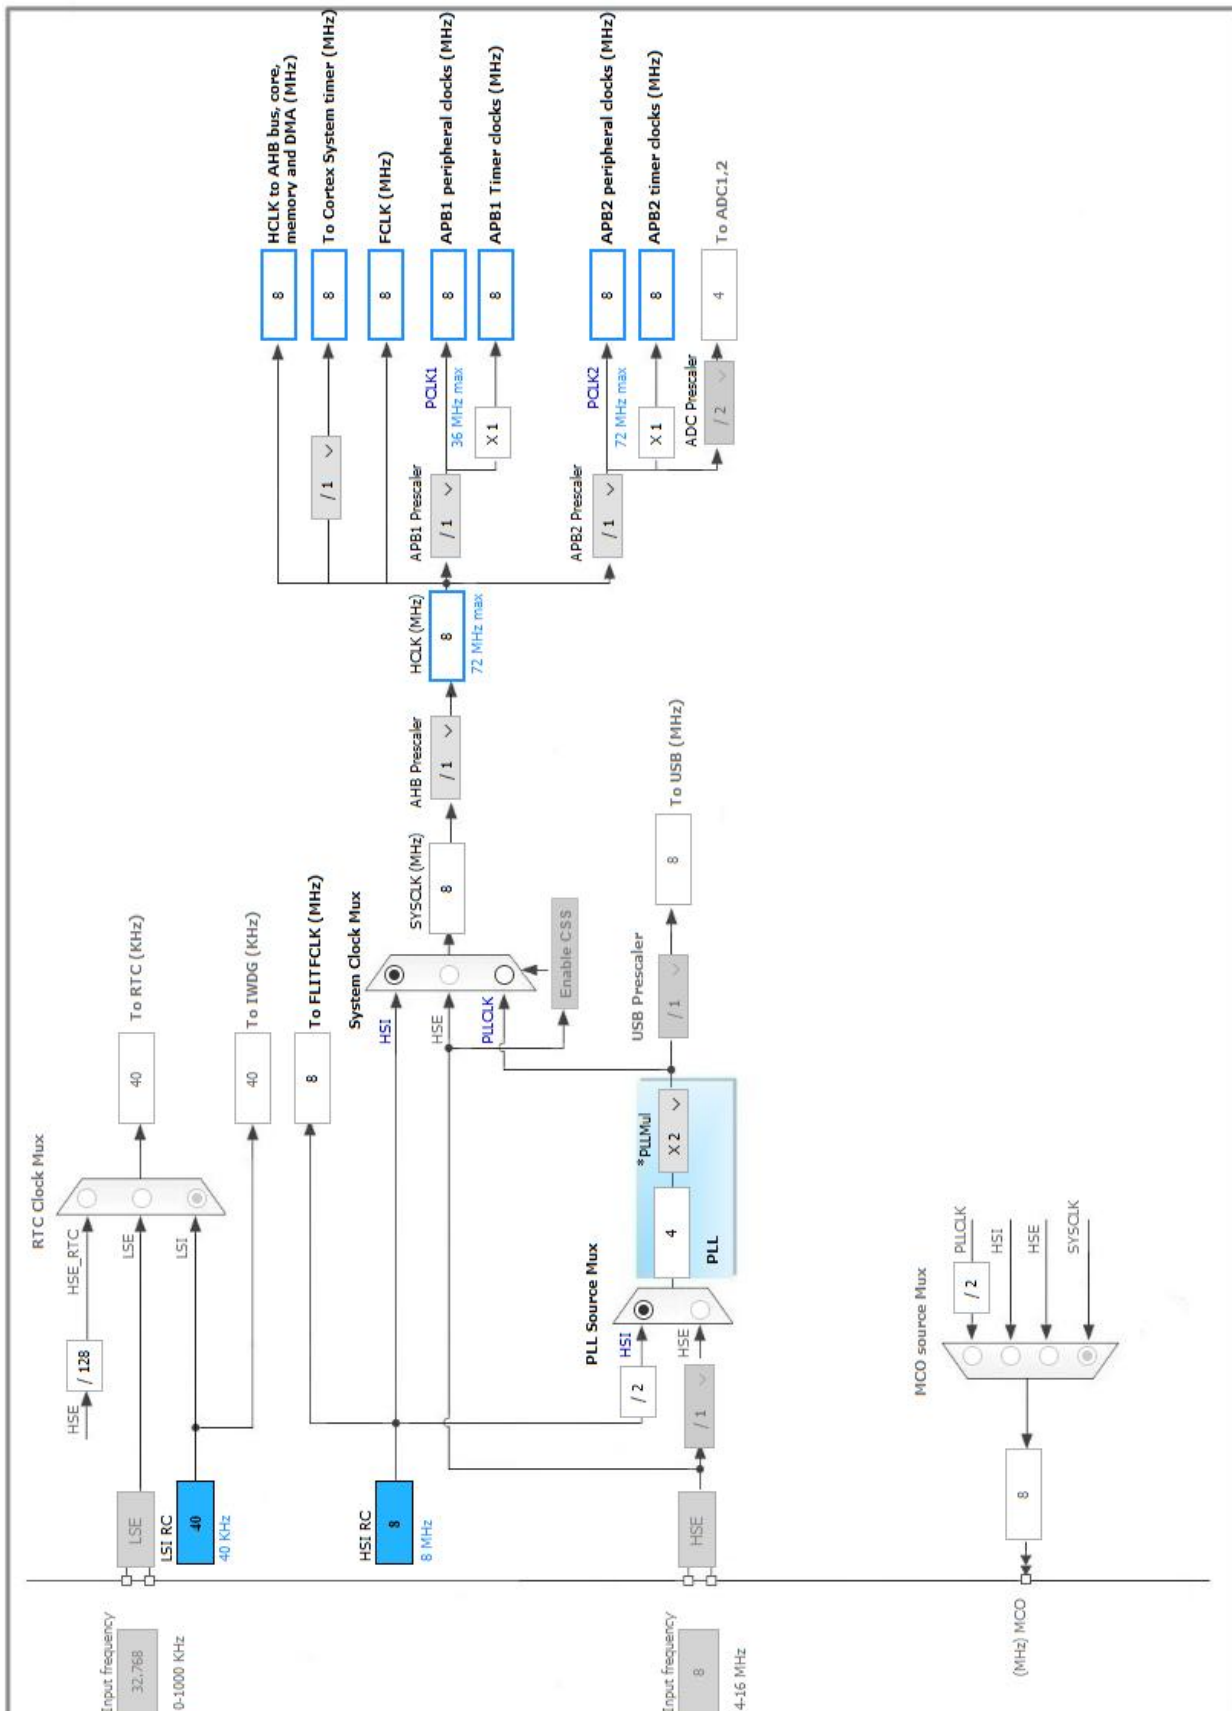 RTC Clock Mux
HSE
/ 128
HSE_RTC
Input frequency
32.768
0-1000 KHz
LSE
LSE
40
To RTC (KHz)
LSI RC
40
40 KHz
LSI
40
To IWDG (KHz)
8
To FLITFCLK (MHz)
HSI RC
8
8 MHz
System Clock Mux
HSI
HSE
PLLCLK
Enable CSS
SYSCLK (MHz)
8
AHB Prescaler
/ 1
HCLK (MHz)
8
72 MHz max
8
HCLK to AHB bus, core,
memory and DMA (MHz)
/ 1
8
To Cortex System timer (MHz)
8
FCLK (MHz)
APB1 Prescaler
/ 1
PCLK1
36 MHz max
8
APB1 peripheral clocks (MHz)
X 1
8
APB1 Timer clocks (MHz)
APB2 Prescaler
/ 1
PCLK2
72 MHz max
8
APB2 peripheral clocks (MHz)
X 1
8
APB2 timer clocks (MHz)
ADC Prescaler
/ 2
4
To ADC1,2
PLL Source Mux
/ 2
HSI
Input frequency
8
4-16 MHz
HSE
/ 1
HSE
4
*PLLMul
X 2
PLL
USB Prescaler
/ 1
8
To USB (MHz)
MCO source Mux
(MHz) MCO
8
/ 2
PLLCLK
HSI
HSE
SYSCLK